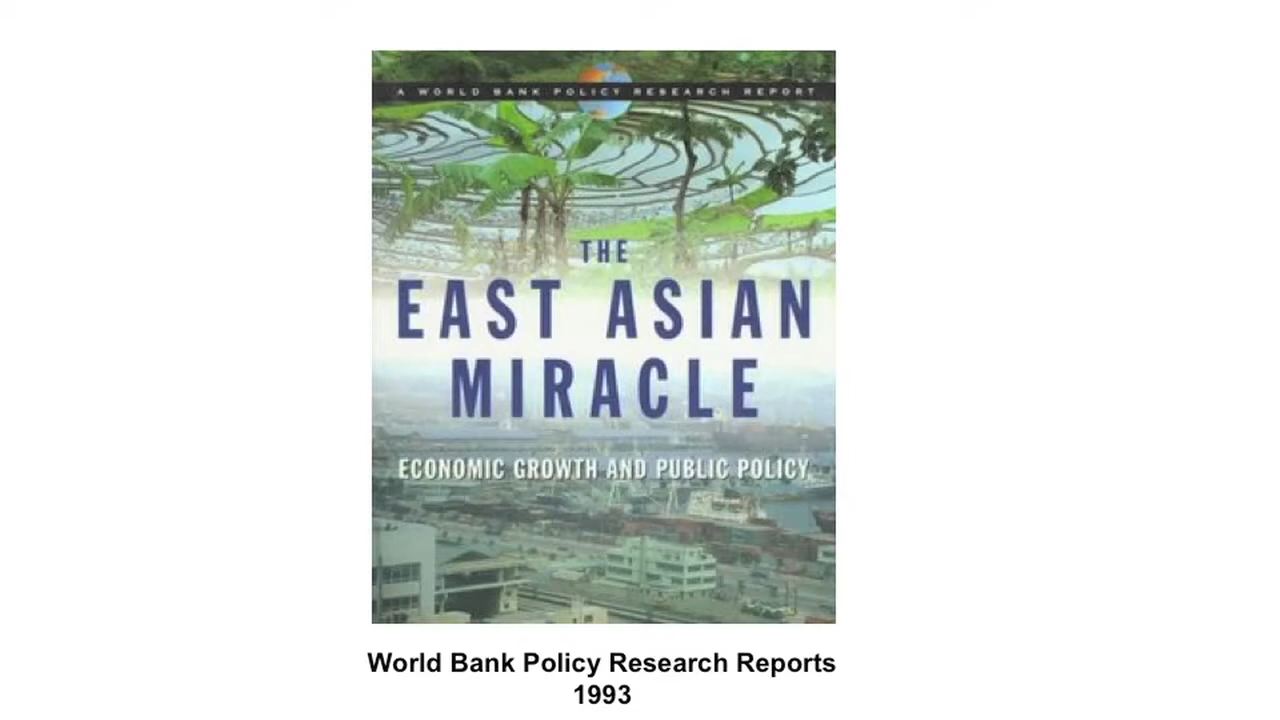 A WORLD BANK POLICY RESEARCH REPORT
THE
EAST ASIAN
MIRACLE
ECONOMIC GROWTH AND PUBLIC POLICY
World Bank Policy Research Reports
1993